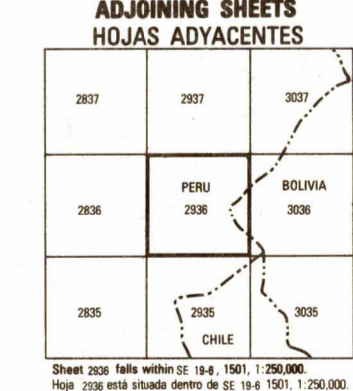 ADJOINING SHEETS
HOJAS ADYACENTES
2837 2937 3037
PERU BOLIVIA
2836 2936 3036
2835 2935 3035
CHILE
Sheet 2936 falls within SE 19-6, 1501, 1:250,000.
Hoja 2936 está situada dentro de SE 19-6 1501, 1:250,000.